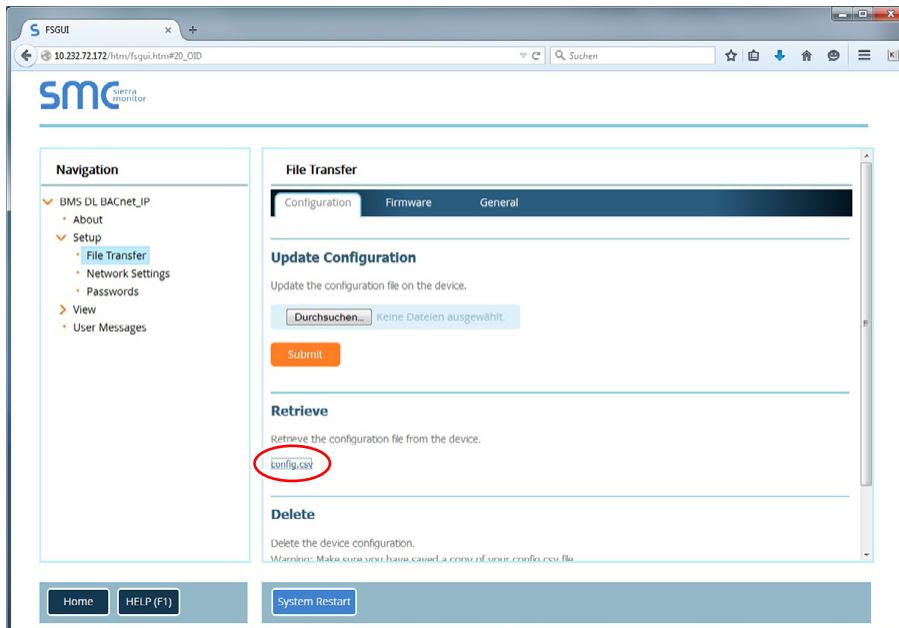 FSGUI
10.232.72.172/htm/fsgui.htm#20_OID
Suchen
SMC sierra monitor
Navigation
BMS DL BACnet_IP
About
Setup
File Transfer
Network Settings
Passwords
View
User Messages
File Transfer
Configuration Firmware General
Update Configuration
Update the configuration file on the device.
Durchsuchen... Keine Dateien ausgewählt.
Submit
Retrieve
Retrieve the configuration file from the device.
config.csv
Delete
Delete the device configuration.
Warning: Make sure you have saved a copy of your config.csv file
Home HELP (F1) System Restart